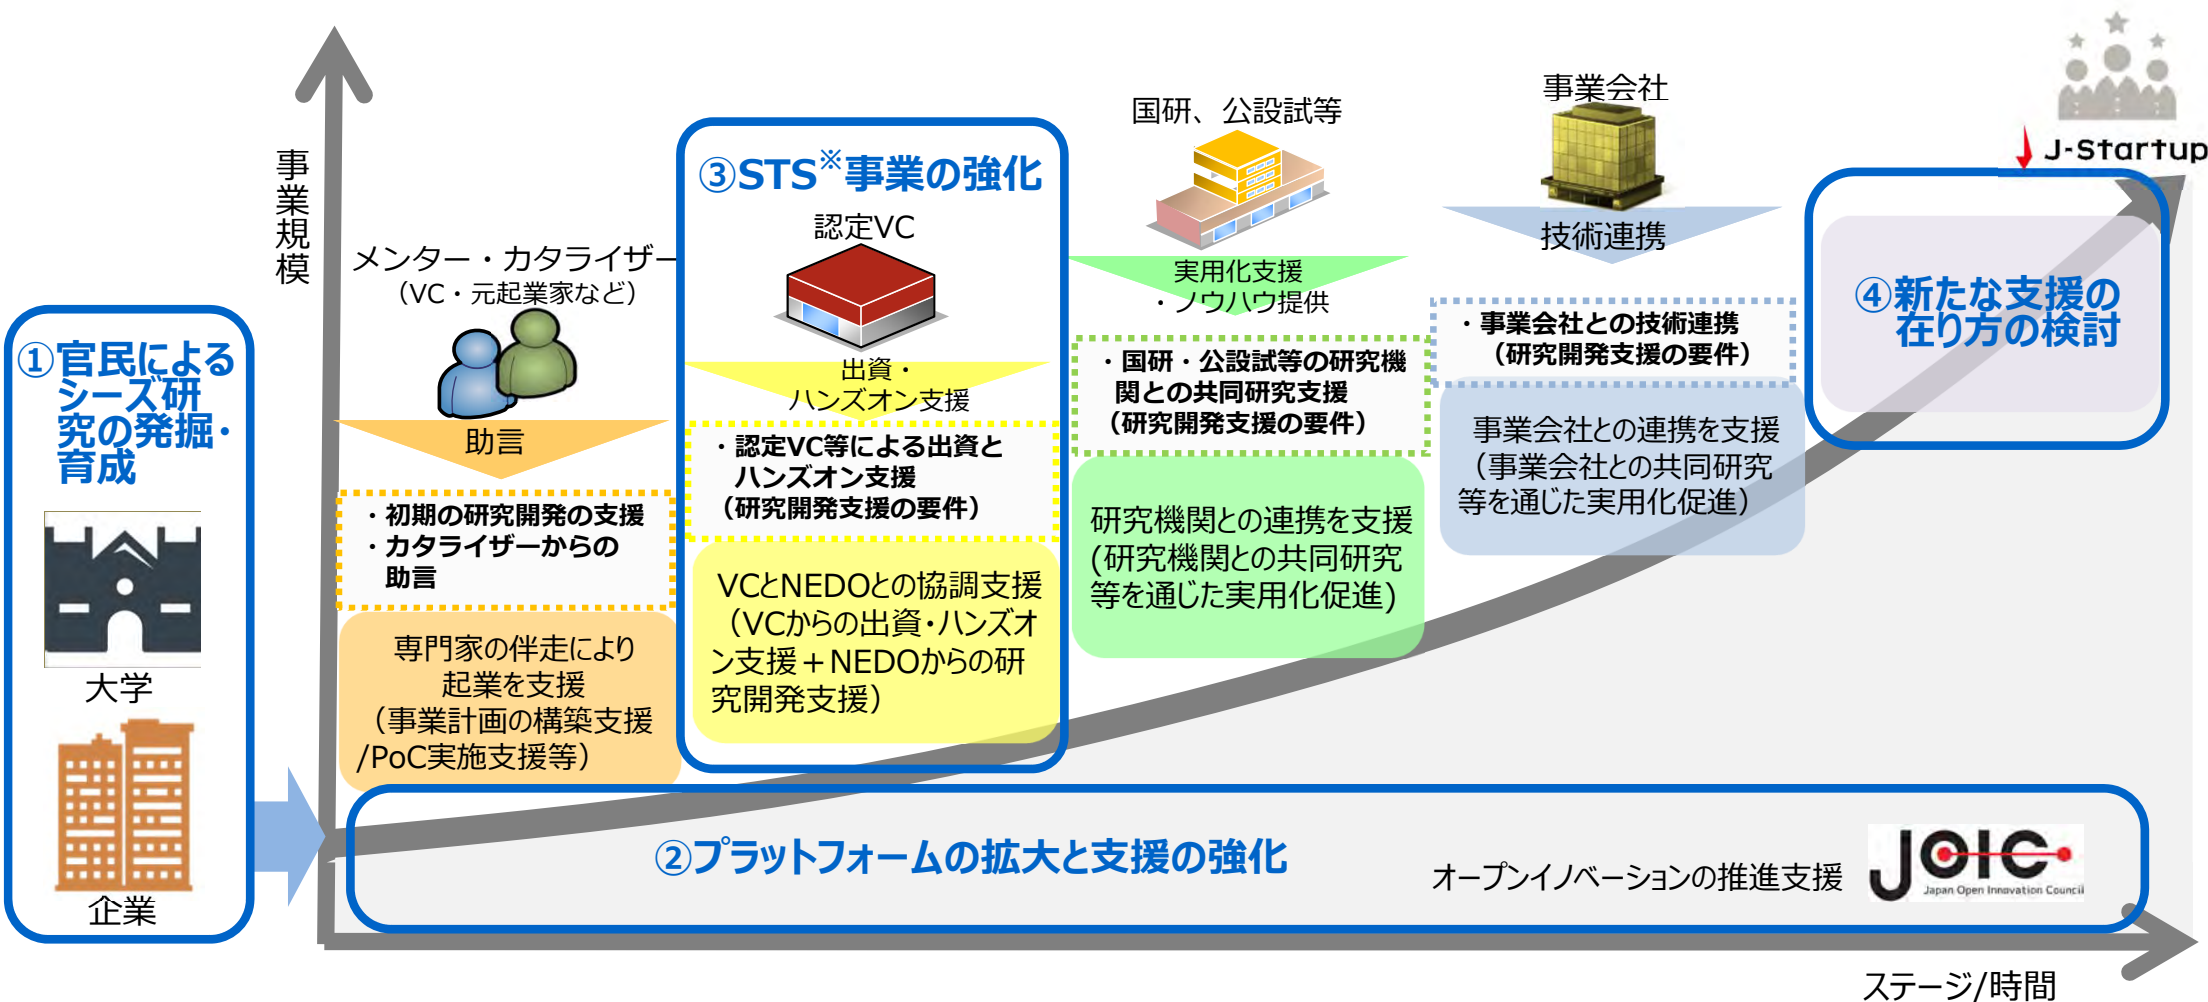 事業規模
①官民による
シーズ研
究の発掘・
育成
大学
企業
メンター・カタライザー
（VC・元起業家など）
助言
・初期の研究開発の支援
・カタライザーからの
助言
専門家の伴走により
起業を支援
（事業計画の構築支援
/PoC実施支援等）
③STS※事業の強化
認定VC
出資・
ハンズオン支援
・認定VC等による出資と
ハンズオン支援
（研究開発支援の要件）
VCとNEDOとの協調支援
（VCからの出資・ハンズオ
ン支援＋NEDOからの研
究開発支援）
国研、公設試等
実用化支援
・ノウハウ提供
・国研・公設試等の研究機
関との共同研究支援
（研究開発支援の要件）
研究機関との連携を支援
(研究機関との共同研究
等を通じた実用化促進)
事業会社
技術連携
・事業会社との技術連携
（研究開発支援の要件）
事業会社との連携を支援
（事業会社との共同研究
等を通じた実用化促進）
J-Startup
④新たな支援の
在り方の検討
②プラットフォームの拡大と支援の強化
オープンイノベーションの推進支援
JOIC
Japan Open Innovation Council
ステージ/時間